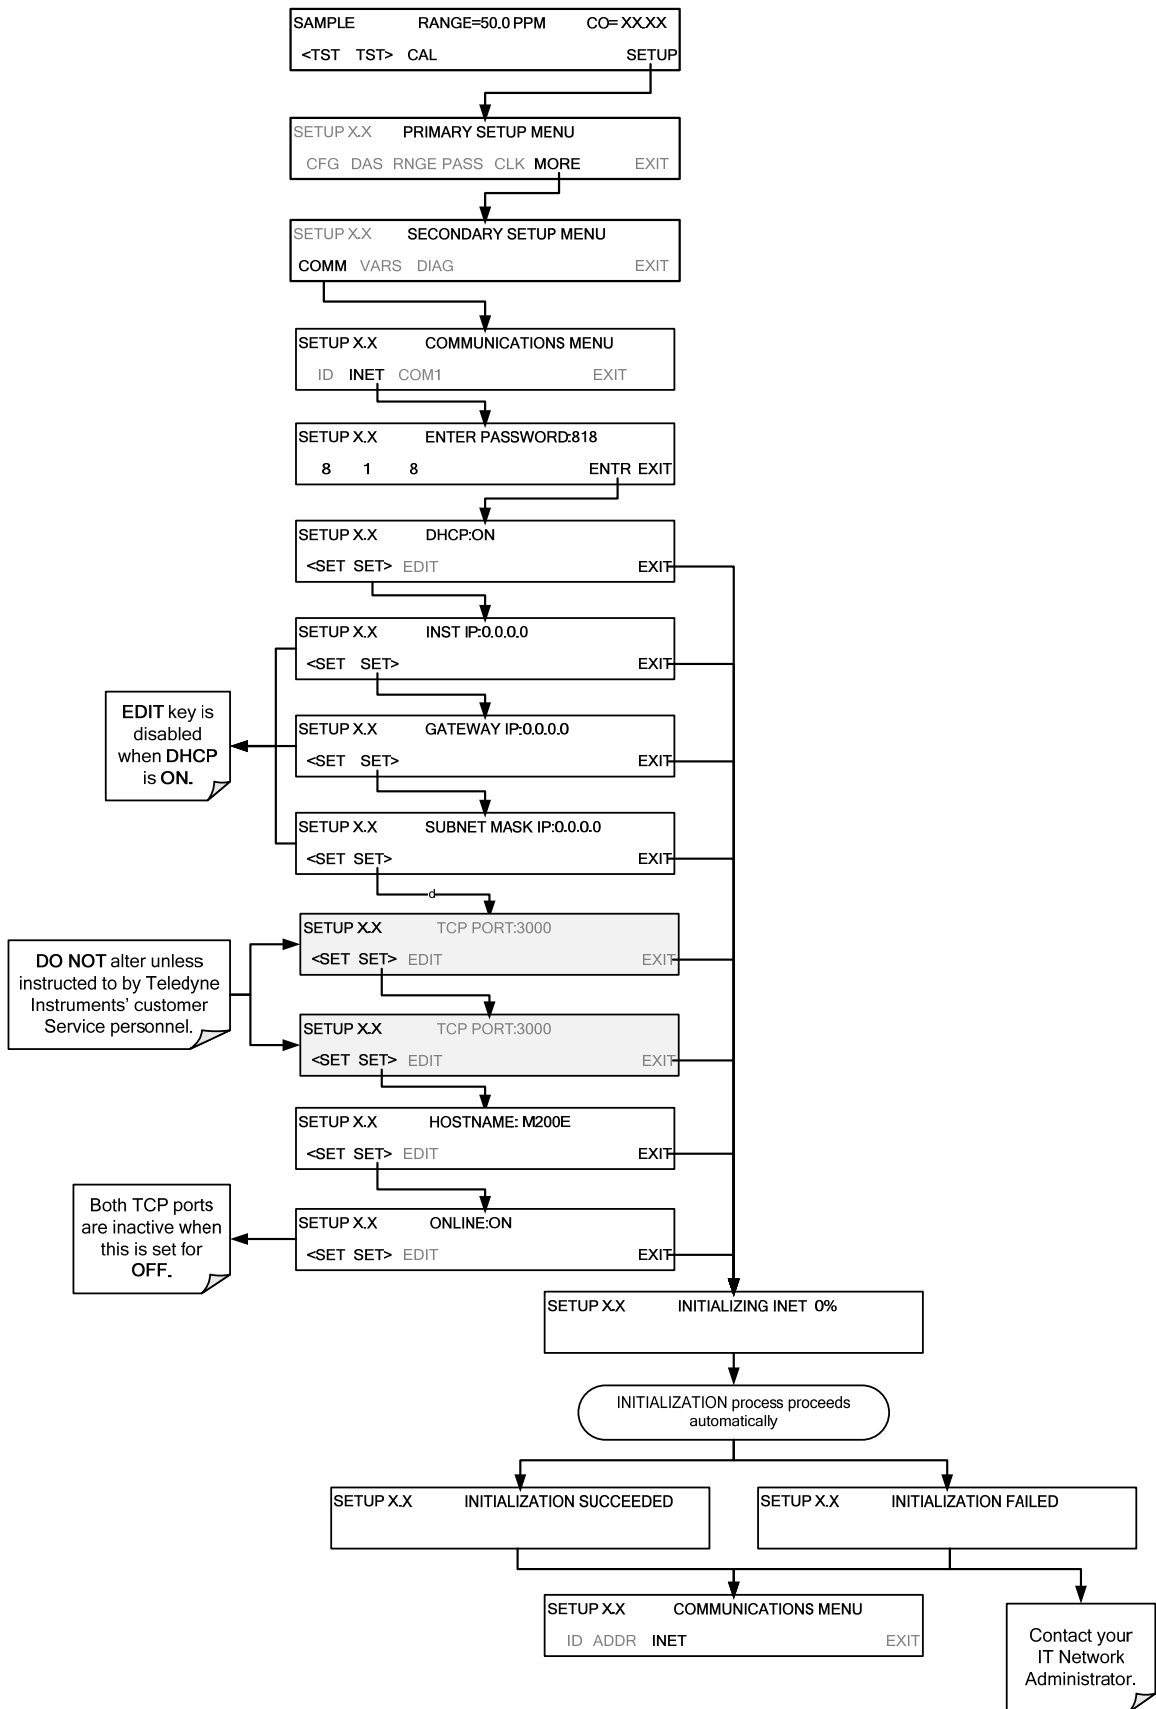 SAMPLE RANGE=50.0 PPM CO= XX.XX
<TST TST> CAL SETUP
SETUP X.X PRIMARY SETUP MENU
CFG DAS RNGE PASS CLK MORE EXIT
SETUP X.X SECONDARY SETUP MENU
COMM VARS DIAG EXIT
SETUP X.X COMMUNICATIONS MENU
ID INET COM1 EXIT
SETUP X.X ENTER PASSWORD:818
8 1 8 ENTR EXIT
SETUP X.X DHCP:ON
<SET SET> EDIT EXIT
SETUP X.X INST IP:0.0.0.0
<SET SET> EXIT
EDIT key is
disabled
when DHCP
is ON.
SETUP X.X GATEWAY IP:0.0.0.0
<SET SET> EXIT
SETUP X.X SUBNET MASK IP:0.0.0.0
<SET SET> EXIT
d
SETUP X.X TCP PORT:3000
<SET SET> EDIT EXIT
DO NOT alter unless
instructed to by Teledyne
Instruments' customer
Service personnel.
SETUP X.X TCP PORT:3000
<SET SET> EDIT EXIT
SETUP X.X HOSTNAME: M200E
<SET SET> EDIT EXIT
Both TCP ports
are inactive when
this is set for
OFF.
SETUP X.X ONLINE:ON
<SET SET> EDIT EXIT
SETUP X.X INITIALIZING INET 0%
INITIALIZATION process proceeds
automatically
SETUP X.X INITIALIZATION SUCCEEDED
SETUP X.X INITIALIZATION FAILED
SETUP X.X COMMUNICATIONS MENU
ID ADDR INET EXIT
Contact your
IT Network
Administrator.